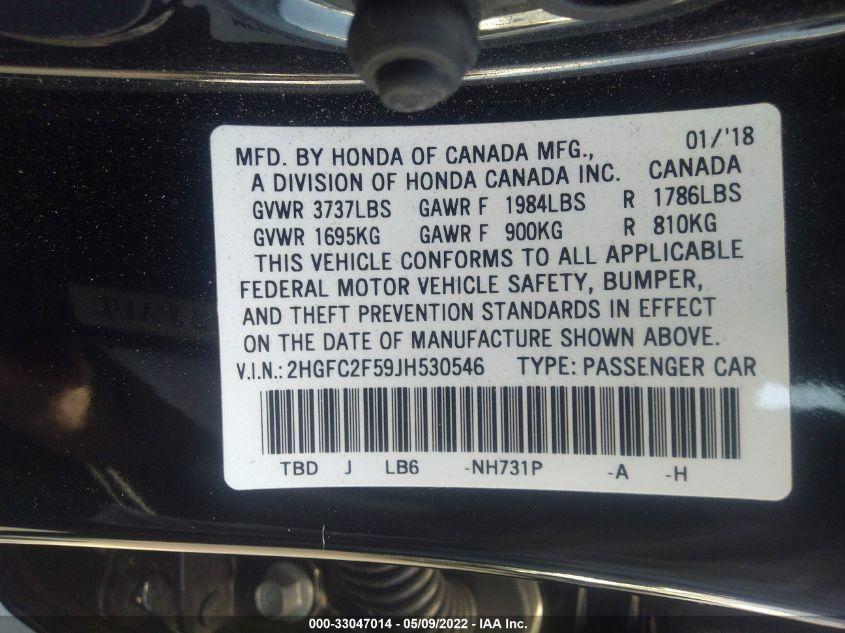 01/'18
MFD. BY HONDA OF CANADA MFG.,
A DIVISION OF HONDA CANADA INC. CANADA
GVWR 3737LBS GAWR F 1984LBS R 1786LBS
GVWR 1695KG GAWR F 900KG R 810KG
THIS VEHICLE CONFORMS TO ALL APPLICABLE
FEDERAL MOTOR VEHICLE SAFETY, BUMPER,
AND THEFT PREVENTION STANDARDS IN EFFECT
ON THE DATE OF MANUFACTURE SHOWN ABOVE.
V.I.N.: 2HGFC2F59JH530546 TYPE: PASSENGER CAR
TBD J LB6 -NH731P -A -H
000-33047014 - 05/09/2022 - IAA Inc.